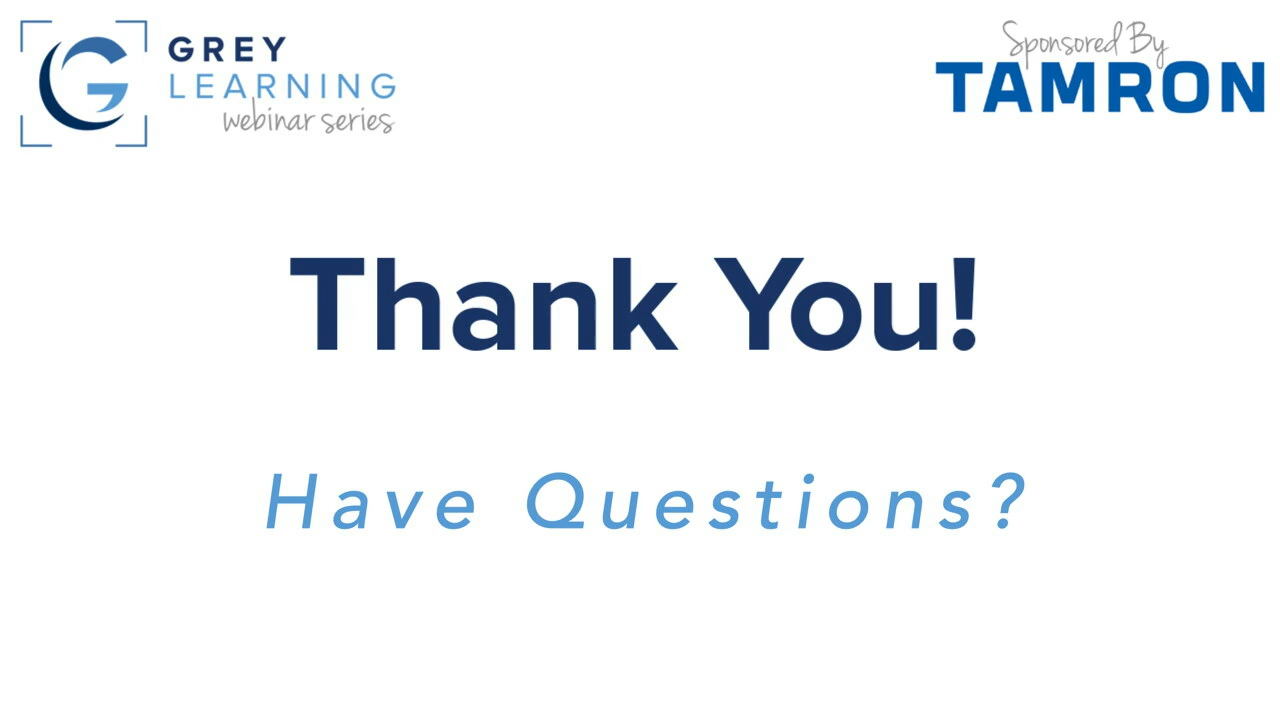 GREY
LEARNING
webinar series
Sponsored By
TAMRON
Thank You!
Have Questions?